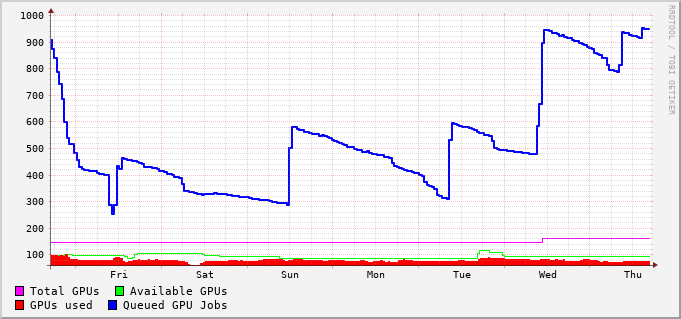 1000
900
800
700
600
500
400
300
200
100
Fri Sat Sun Mon Tue Wed Thu
Total GPUs Available GPUs
GPUs used Queued GPU Jobs
RRDTOOL / TOBI OETIKER